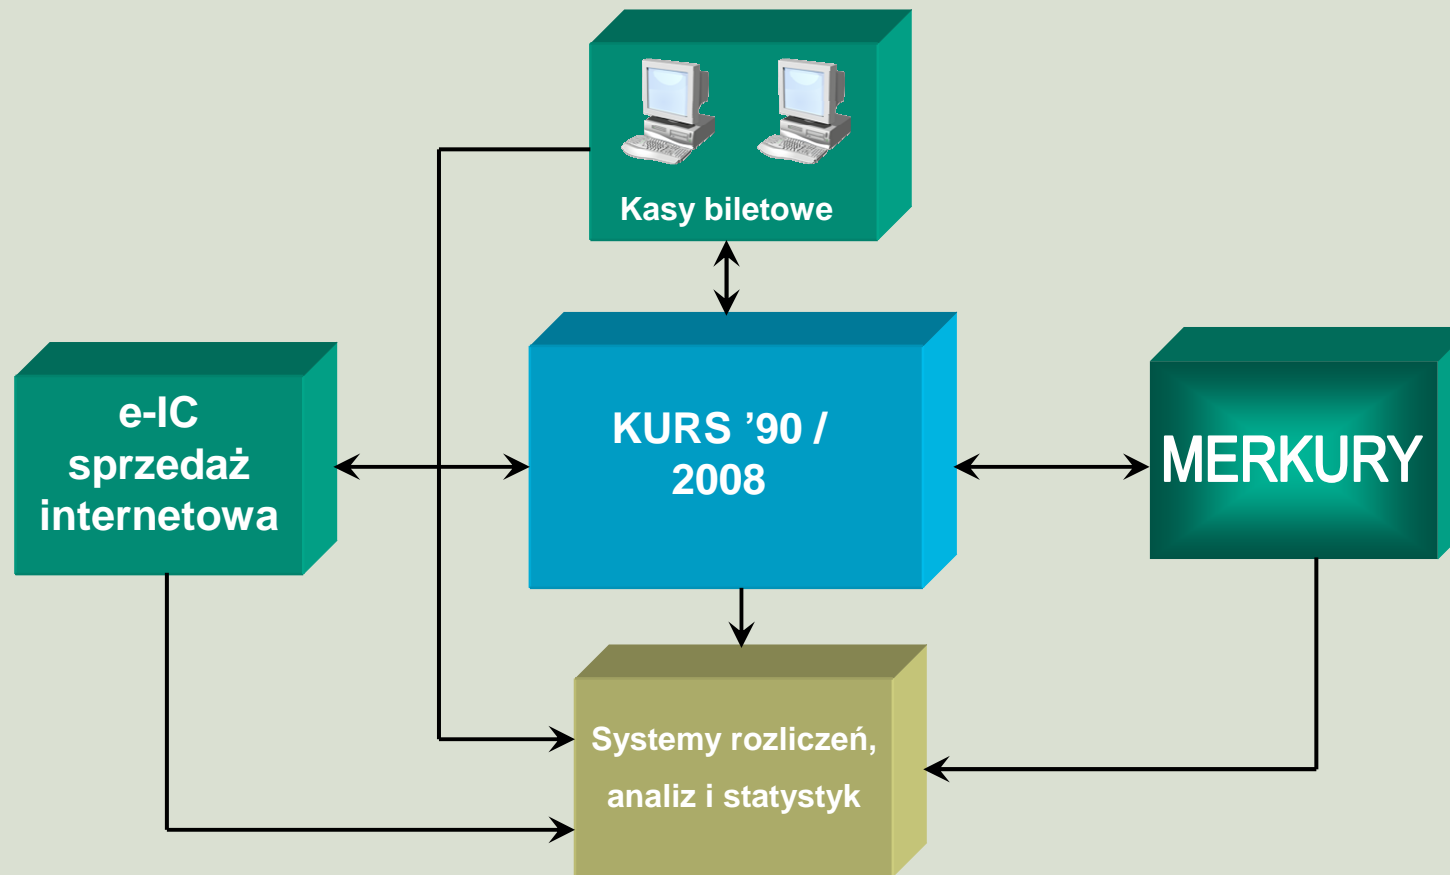 Kasy biletowe
e-IC
sprzedaż
internetowa
KURS ’90 /
2008
MERKURY
Systemy rozliczeń,
analiz i statystyk